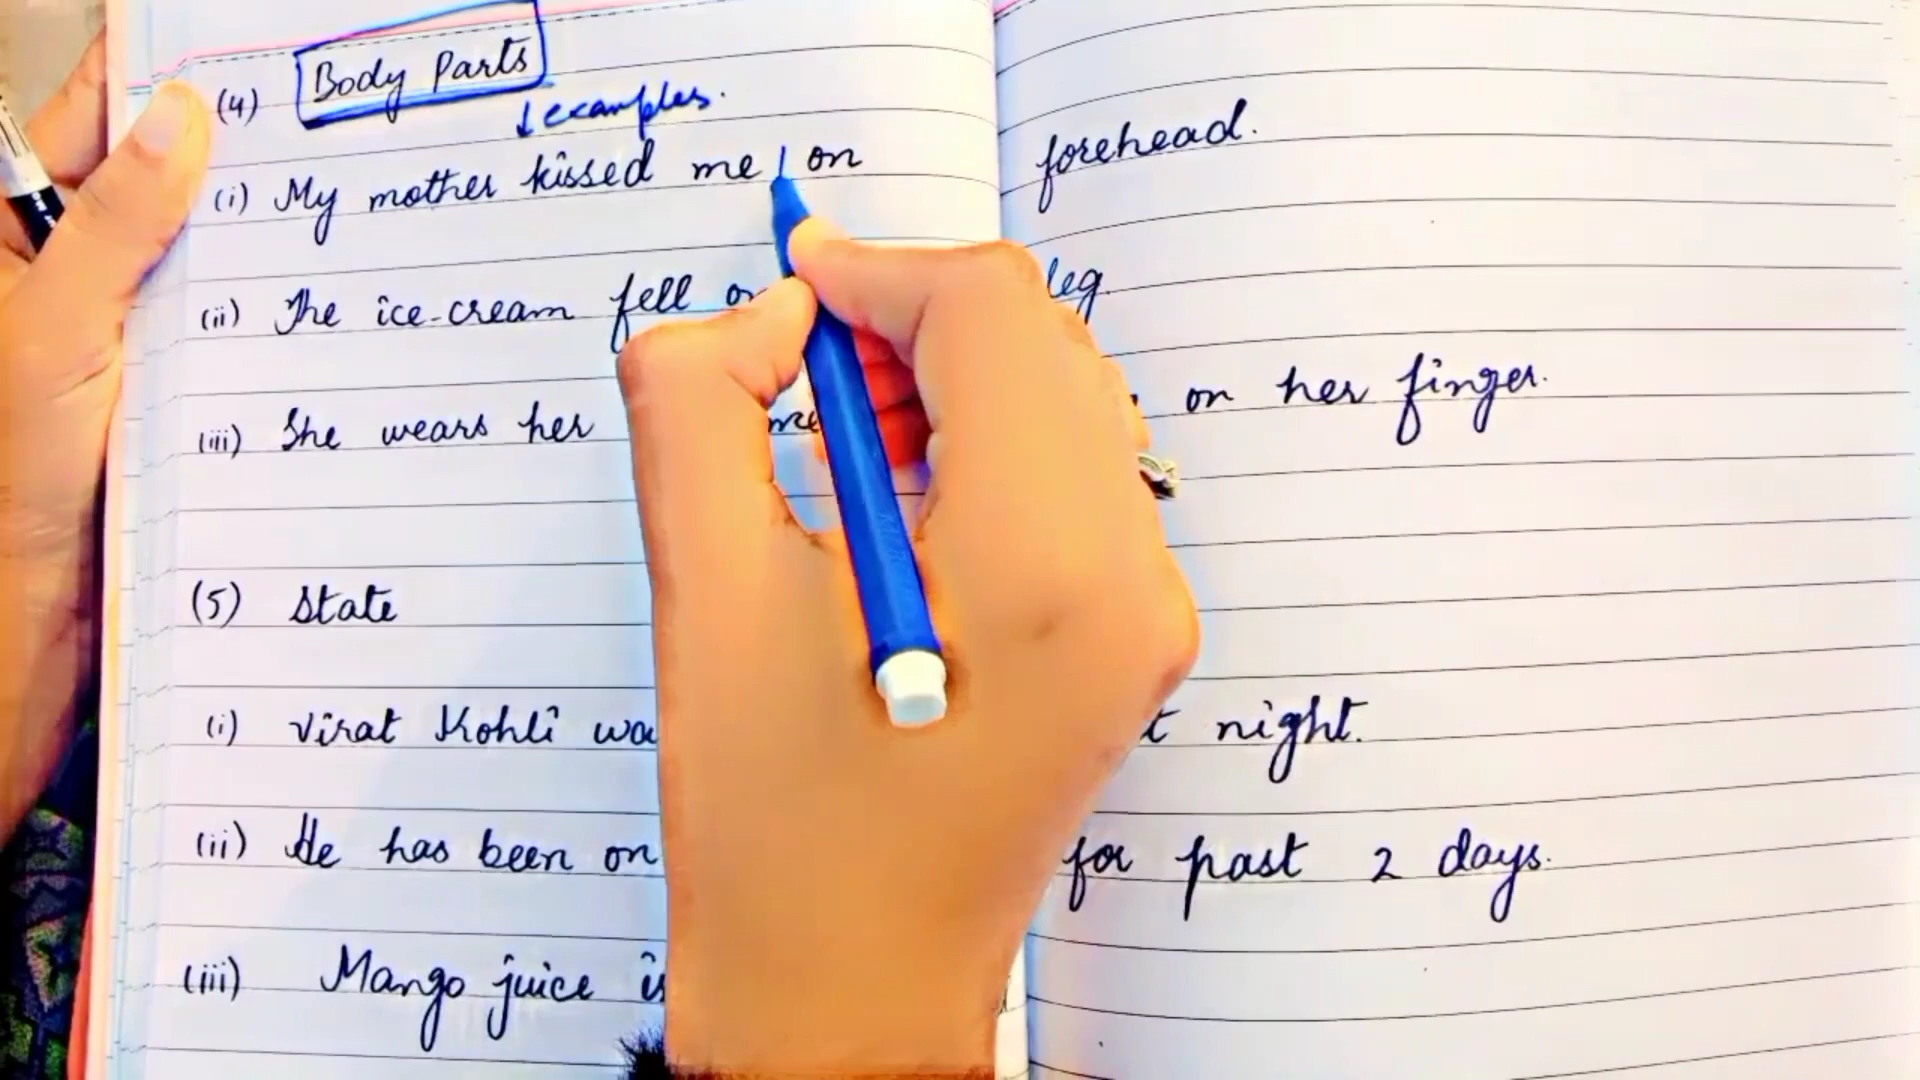 (4) Body Parts
↓ examples.
(i) My mother kissed me on forehead.
(ii) The ice-cream fell leg.
(iii) She wears her on her finger.
(5) State
(i) Virat Kohli night.
(ii) He has been on for past 2 days.
(iii) Mango juice